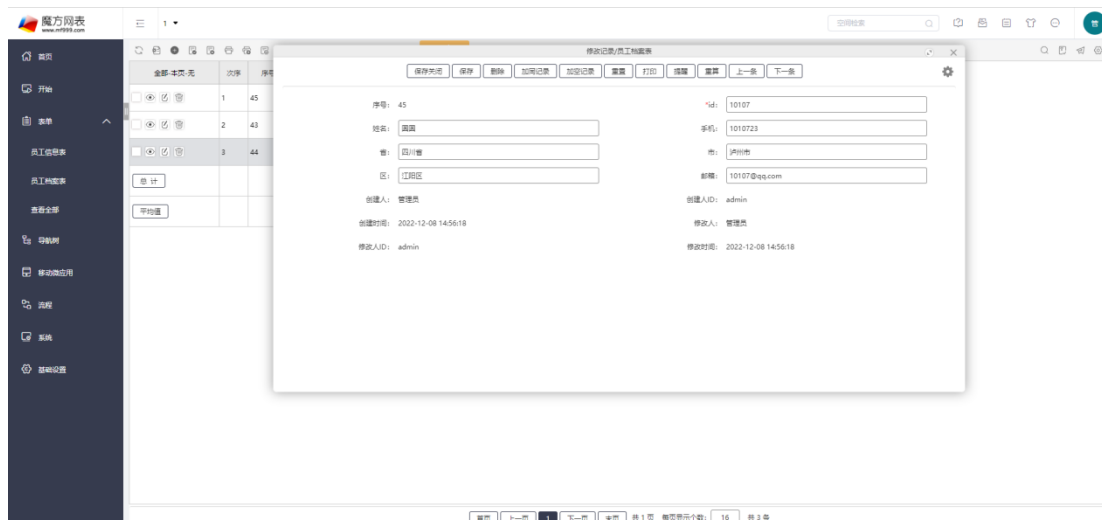 魔方网表
www.mf999.com
1
空间检索
管
首页
开始
表单
员工信息表
员工档案表
查看全部
导航树
移动微应用
流程
系统
基础设置
全部-本页-无 次序 序号
1 45
2 43
3 44
总 计
平均值
修改记录/员工档案表
保存关闭 保存 删除 加同记录 加空记录 重置 打印 提醒 重算 上一条 下一条
序号: 45 *id: 10107
姓名: 圆圆 手机: 1010723
省: 四川省 市: 泸州市
区: 江阳区 邮箱: 10107@qq.com
创建人: 管理员 创建人ID: admin
创建时间: 2022-12-08 14:56:18 修改人: 管理员
修改人ID: admin 修改时间: 2022-12-08 14:56:18
首页 上一页 1 下一页 末页 共 1 页 每页显示个数: 16 共 3 条